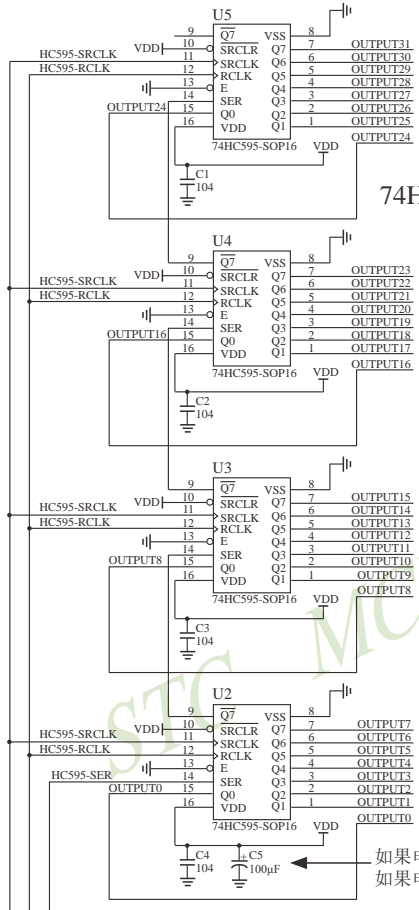 U5
9 Q7 VSS 8
VDD 10 SRCLR Q7 7 OUTPUT31
HC595-SRCLK 11 SRCLK Q6 6 OUTPUT30
HC595-RCLK 12 RCLK Q5 5 OUTPUT29
13 E Q4 4 OUTPUT28
14 SER Q3 3 OUTPUT27
OUTPUT24 15 Q0 Q2 2 OUTPUT26
16 VDD Q1 1 OUTPUT25
74HC595-SOP16 VDD OUTPUT24
C1
104
74H
U4
9 Q7 VSS 8
VDD 10 SRCLR Q7 7 OUTPUT23
HC595-SRCLK 11 SRCLK Q6 6 OUTPUT22
HC595-RCLK 12 RCLK Q5 5 OUTPUT21
13 E Q4 4 OUTPUT20
14 SER Q3 3 OUTPUT19
OUTPUT16 15 Q0 Q2 2 OUTPUT18
16 VDD Q1 1 OUTPUT17
74HC595-SOP16 VDD OUTPUT16
C2
104
U3
9 Q7 VSS 8
VDD 10 SRCLR Q7 7 OUTPUT15
HC595-SRCLK 11 SRCLK Q6 6 OUTPUT14
HC595-RCLK 12 RCLK Q5 5 OUTPUT13
13 E Q4 4 OUTPUT12
14 SER Q3 3 OUTPUT11
OUTPUT8 15 Q0 Q2 2 OUTPUT10
16 VDD Q1 1 OUTPUT9
74HC595-SOP16 VDD OUTPUT8
C3
104
STC MC
U2
9 Q7 VSS 8
VDD 10 SRCLR Q7 7 OUTPUT7
HC595-SRCLK 11 SRCLK Q6 6 OUTPUT6
HC595-RCLK 12 RCLK Q5 5 OUTPUT5
13 E Q4 4 OUTPUT4
HC595-SER 14 SER Q3 3 OUTPUT3
OUTPUT0 15 Q0 Q2 2 OUTPUT2
16 VDD Q1 1 OUTPUT1
74HC595-SOP16 VDD OUTPUT0
C4
104
C5
100μF
如果电
如果电